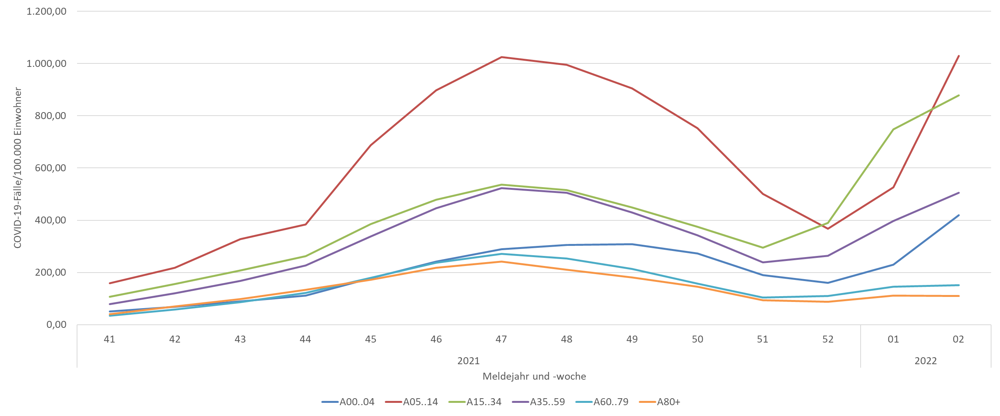 1.200,00
1.000,00
800,00
600,00
400,00
200,00
0,00
COVID-19-Fälle/100.000 Einwohner
41 42 43 44 45 46 47 48 49 50 51 52 01 02
2021 2022
Meldejahr und -woche
A00..04 A05..14 A15..34 A35..59 A60..79 A80+